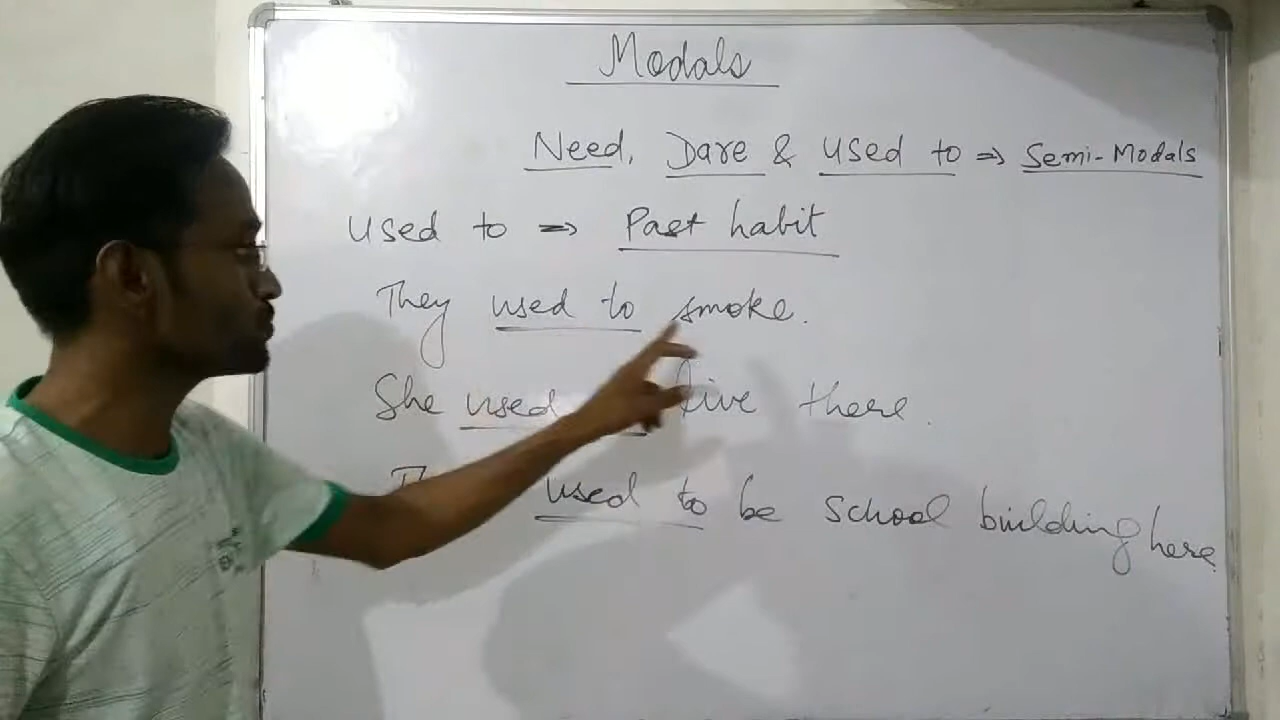 Modals
Need, Dare & Used to ⇒ Semi-Modals
Used to ⇒ Past habit
They used to smoke.
She used live there.
used to be school building here